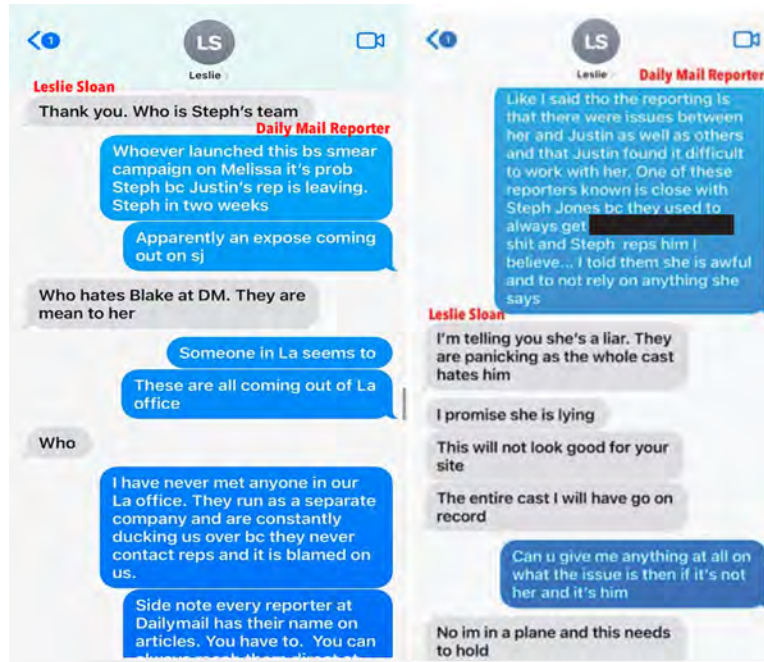 1
LS
Leslie
Leslie Sloan
Thank you. Who is Steph's team
Daily Mail Reporter
Whoever launched this bs smear
campaign on Melissa it's prob
Steph bc Justin's rep is leaving.
Steph in two weeks
Apparently an expose coming
out on sj
Who hates Blake at DM. They are
mean to her
Someone in La seems to
These are all coming out of La
office
Who
I have never met anyone in our
La office. They run as a separate
company and are constantly
ducking us over bc they never
contact reps and it is blamed on
us.
Side note every reporter at
Dailymail has their name on
articles. You have to. You can
1
LS
Leslie
Daily Mail Reporter
Like I said tho the reporting is
that there were issues between
her and Justin as well as others
and that Justin found it difficult
to work with her. One of these
reporters known is close with
Steph Jones bc they used to
always get
shit and Steph reps him I
believe... I told them she is awful
and to not rely on anything she
says
Leslie Sloan
I'm telling you she's a liar. They
are panicking as the whole cast
hates him
I promise she is lying
This will not look good for your
site
The entire cast I will have go on
record
Can u give me anything at all on
what the issue is then if it's not
her and it's him
No im in a plane and this needs
to hold